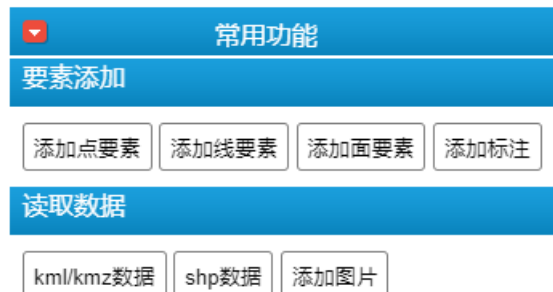 常用功能
要素添加
添加点要素 添加线要素 添加面要素 添加标注
读取数据
kml/kmz数据 shp数据 添加图片